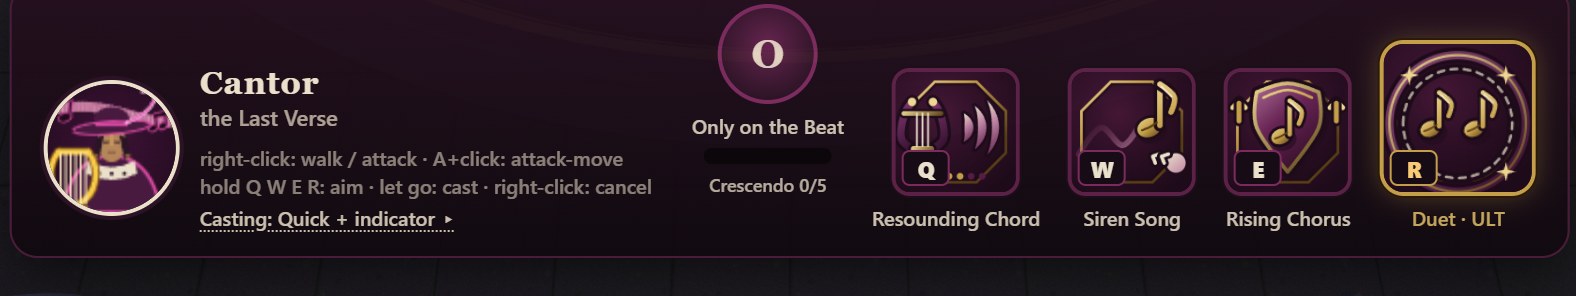 Cantor
the Last Verse
right-click: walk / attack · A+click: attack-move
hold Q W E R: aim · let go: cast · right-click: cancel
Casting: Quick + indicator ▸
O
Only on the Beat
Crescendo 0/5
Q
Resounding Chord
W
Siren Song
E
Rising Chorus
R
Duet · ULT